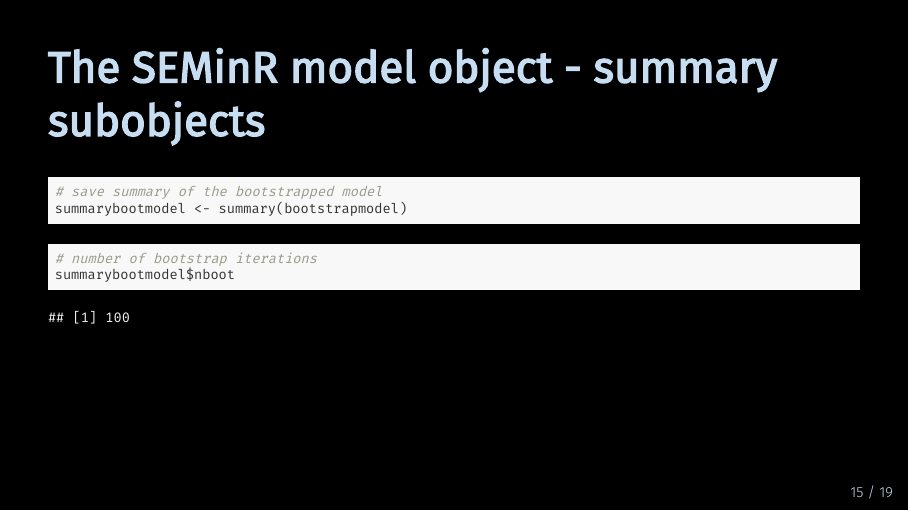 The SEMinR model object - summary
subobjects
# save summary of the bootstrapped model
summarybootmodel <- summary(bootstrapmodel)
# number of bootstrap iterations
summarybootmodel$nboot
## [1] 100
15 / 19